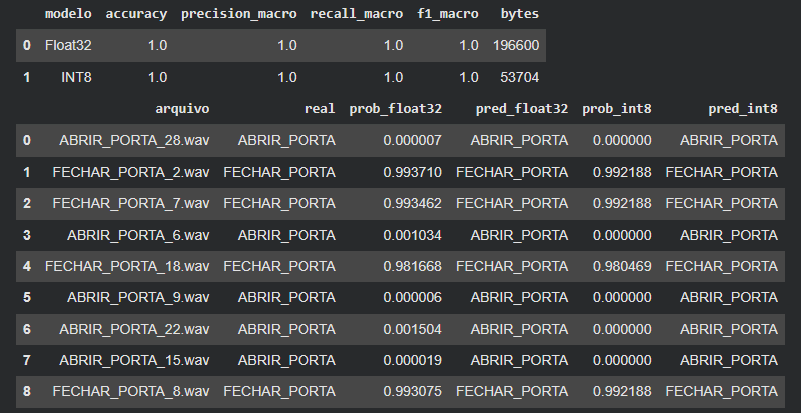 modelo accuracy precision_macro recall_macro f1_macro bytes
0 Float32 1.0 1.0 1.0 1.0 196600
1 INT8 1.0 1.0 1.0 1.0 53704
arquivo real prob_float32 pred_float32 prob_int8 pred_int8
0 ABRIR_PORTA_28.wav ABRIR_PORTA 0.000007 ABRIR_PORTA 0.000000 ABRIR_PORTA
1 FECHAR_PORTA_2.wav FECHAR_PORTA 0.993710 FECHAR_PORTA 0.992188 FECHAR_PORTA
2 FECHAR_PORTA_7.wav FECHAR_PORTA 0.993462 FECHAR_PORTA 0.992188 FECHAR_PORTA
3 ABRIR_PORTA_6.wav ABRIR_PORTA 0.001034 ABRIR_PORTA 0.000000 ABRIR_PORTA
4 FECHAR_PORTA_18.wav FECHAR_PORTA 0.981668 FECHAR_PORTA 0.980469 FECHAR_PORTA
5 ABRIR_PORTA_9.wav ABRIR_PORTA 0.000006 ABRIR_PORTA 0.000000 ABRIR_PORTA
6 ABRIR_PORTA_22.wav ABRIR_PORTA 0.001504 ABRIR_PORTA 0.000000 ABRIR_PORTA
7 ABRIR_PORTA_15.wav ABRIR_PORTA 0.000019 ABRIR_PORTA 0.000000 ABRIR_PORTA
8 FECHAR_PORTA_8.wav FECHAR_PORTA 0.993075 FECHAR_PORTA 0.992188 FECHAR_PORTA